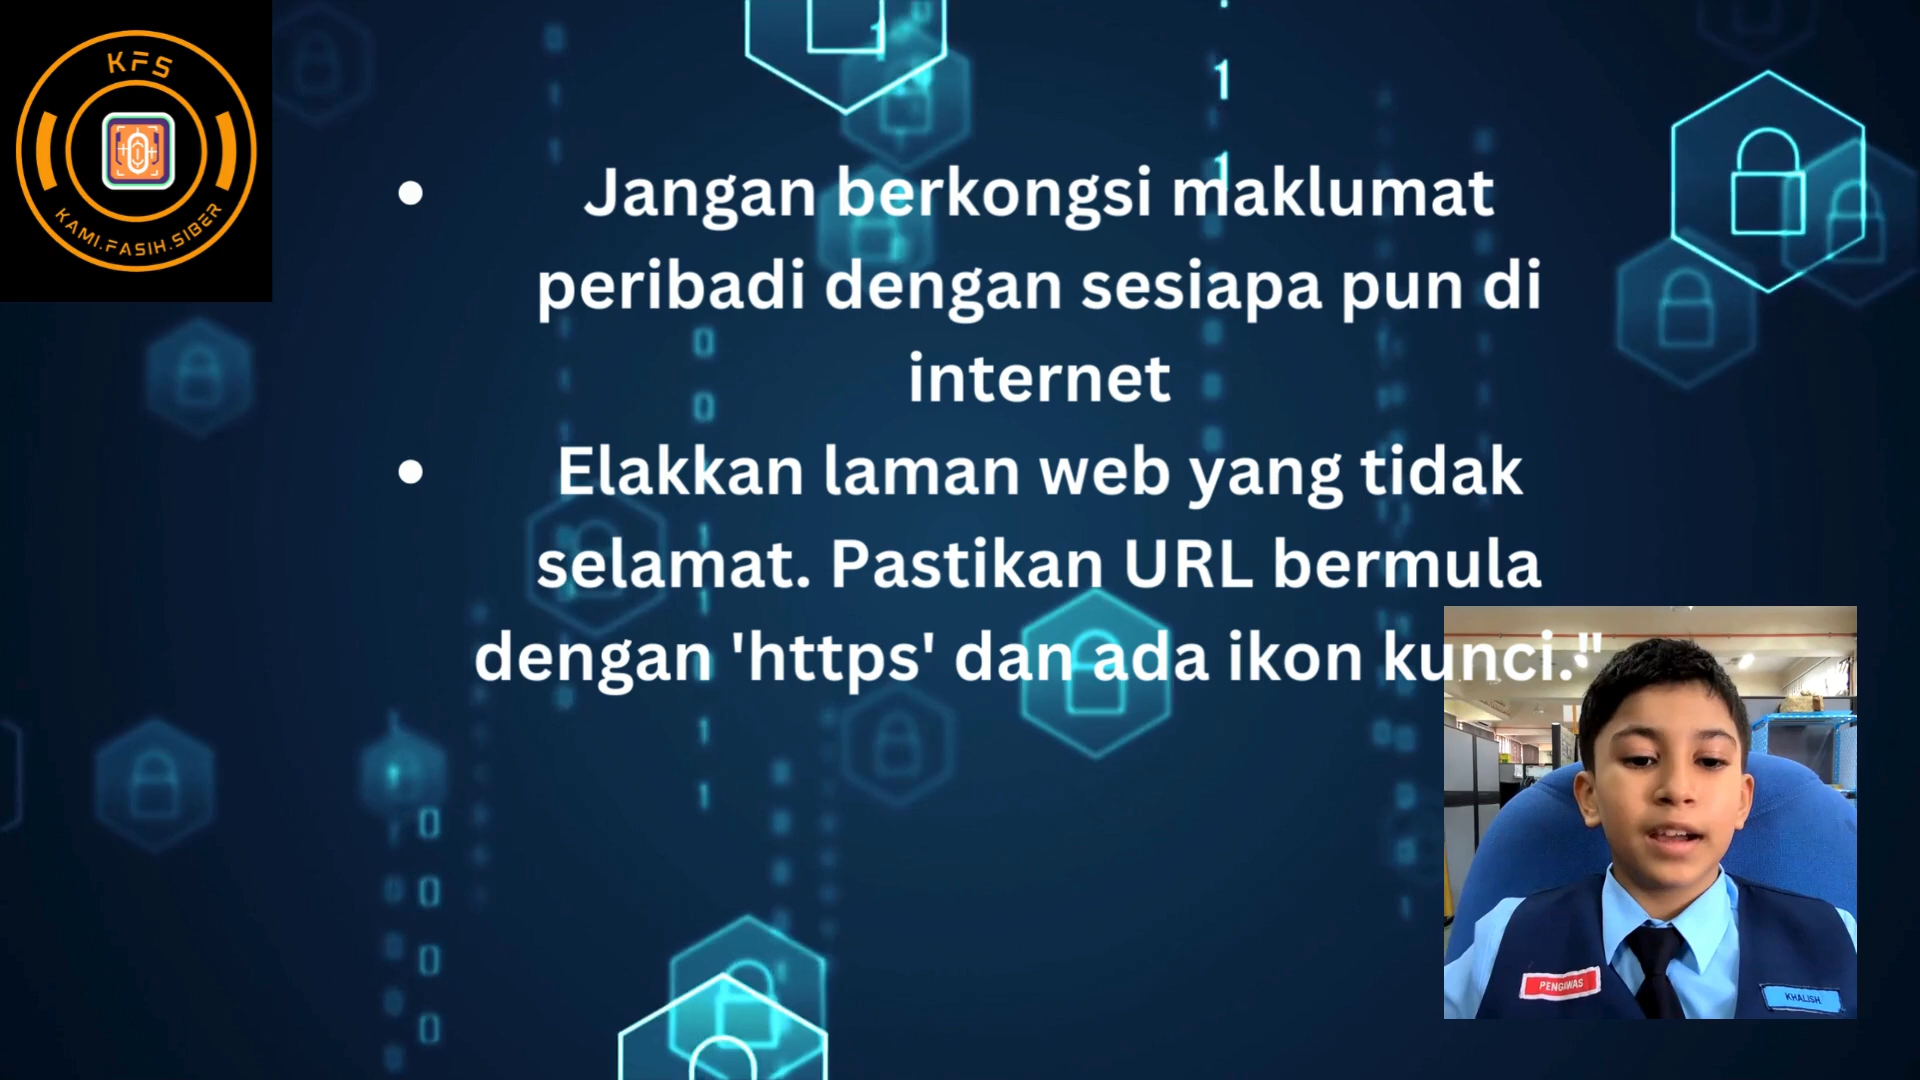 KFS
KAMI.FASIH.SIBER
• Jangan berkongsi maklumat
peribadi dengan sesiapa pun di
internet
• Elakkan laman web yang tidak
selamat. Pastikan URL bermula
dengan 'https' dan ada ikon kunci."
PENGAWAS
KHALISH